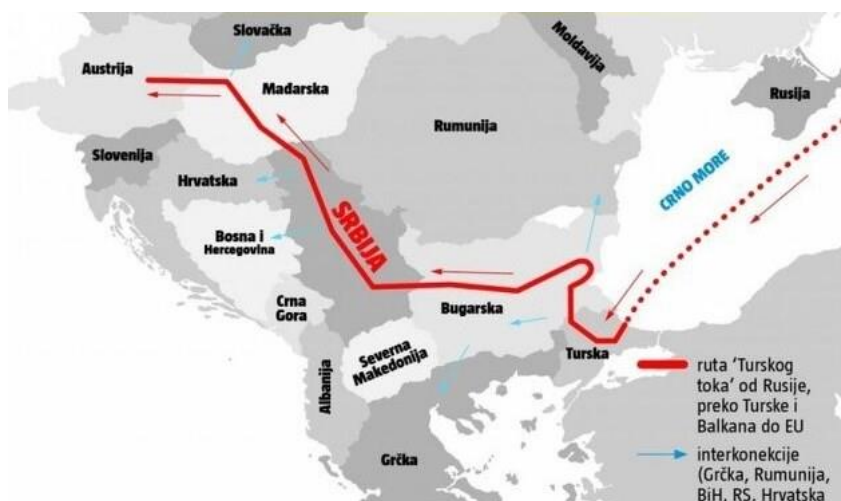 Slovačka
Austrija
Mađarska
Moldavija
Rusija
Rumunija
Slovenija
Hrvatska
CRNO MORE
SRBIJA
Bosna i
Hercegovina
Crna
Gora
Bugarska
Severna
Makedonija
Turska
Albanija
Grčka
ruta 'Turskog
toka' od Rusije,
preko Turske i
Balkana do EU
interkonekcije
(Grčka, Rumunija,
BiH, RS, Hrvatska